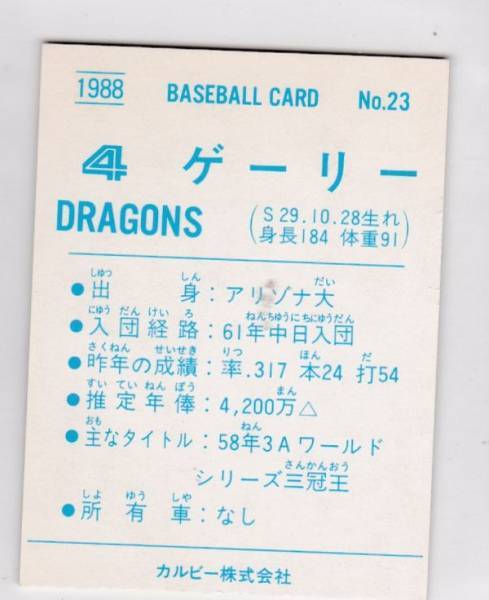 1988 BASEBALL CARD No.23
4 ゲーリー
DRAGONS
(S29.10.28生れ
身長184 体重91)
しゅつ しん だい
●出身:アリゾナ大
にゅう だん けい ろ ねんちゅうにちにゅうだん
●入団経路:61年中日入団
さくねん せいせき りつ ほん だ
●昨年の成績:率.317 本24 打54
すい てい ねん ぽう まん
●推定年俸:4,200万△
おも ねん
●主なタイトル:58年3Aワールド
さんかんおう
シリーズ三冠王
しょ ゆう しゃ
●所有車:なし
カルビー株式会社